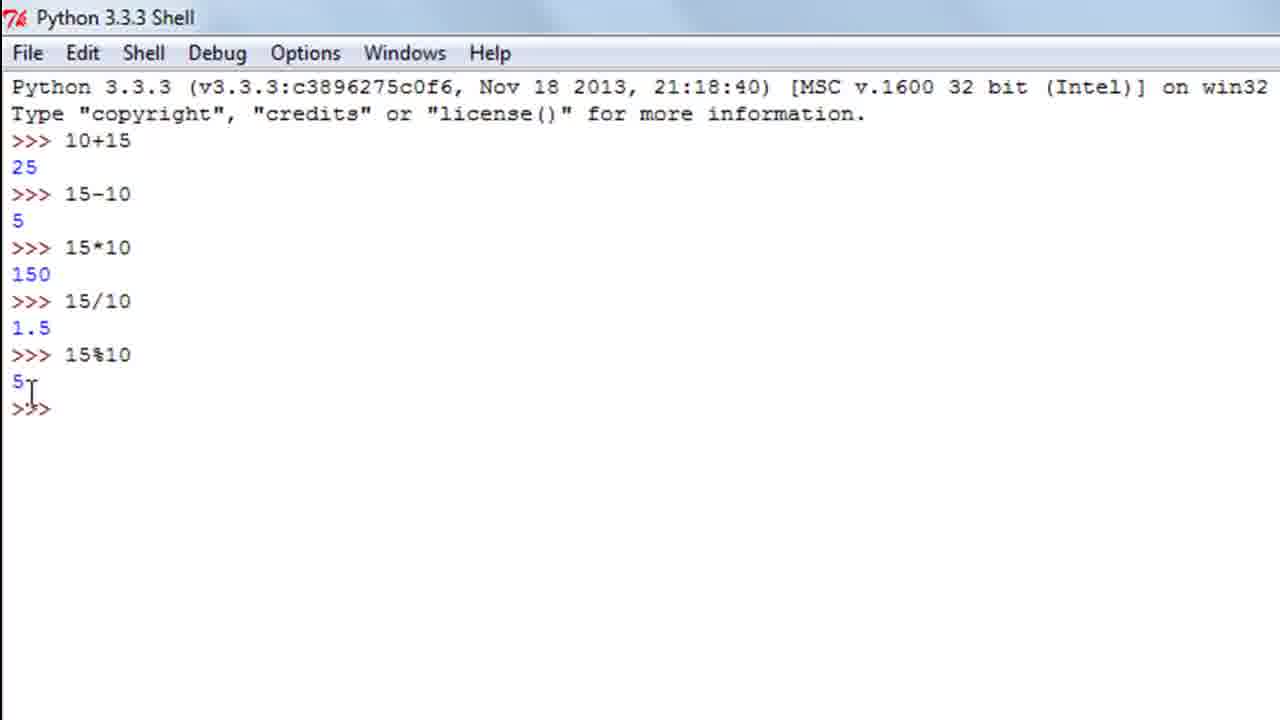 Python 3.3.3 Shell
File Edit Shell Debug Options Windows Help
Python 3.3.3 (v3.3.3:c3896275c0f6, Nov 18 2013, 21:18:40) [MSC v.1600 32 bit (Intel)] on win32
Type "copyright", "credits" or "license()" for more information.
>>> 10+15
25
>>> 15-10
5
>>> 15*10
150
>>> 15/10
1.5
>>> 15%10
5
>>>